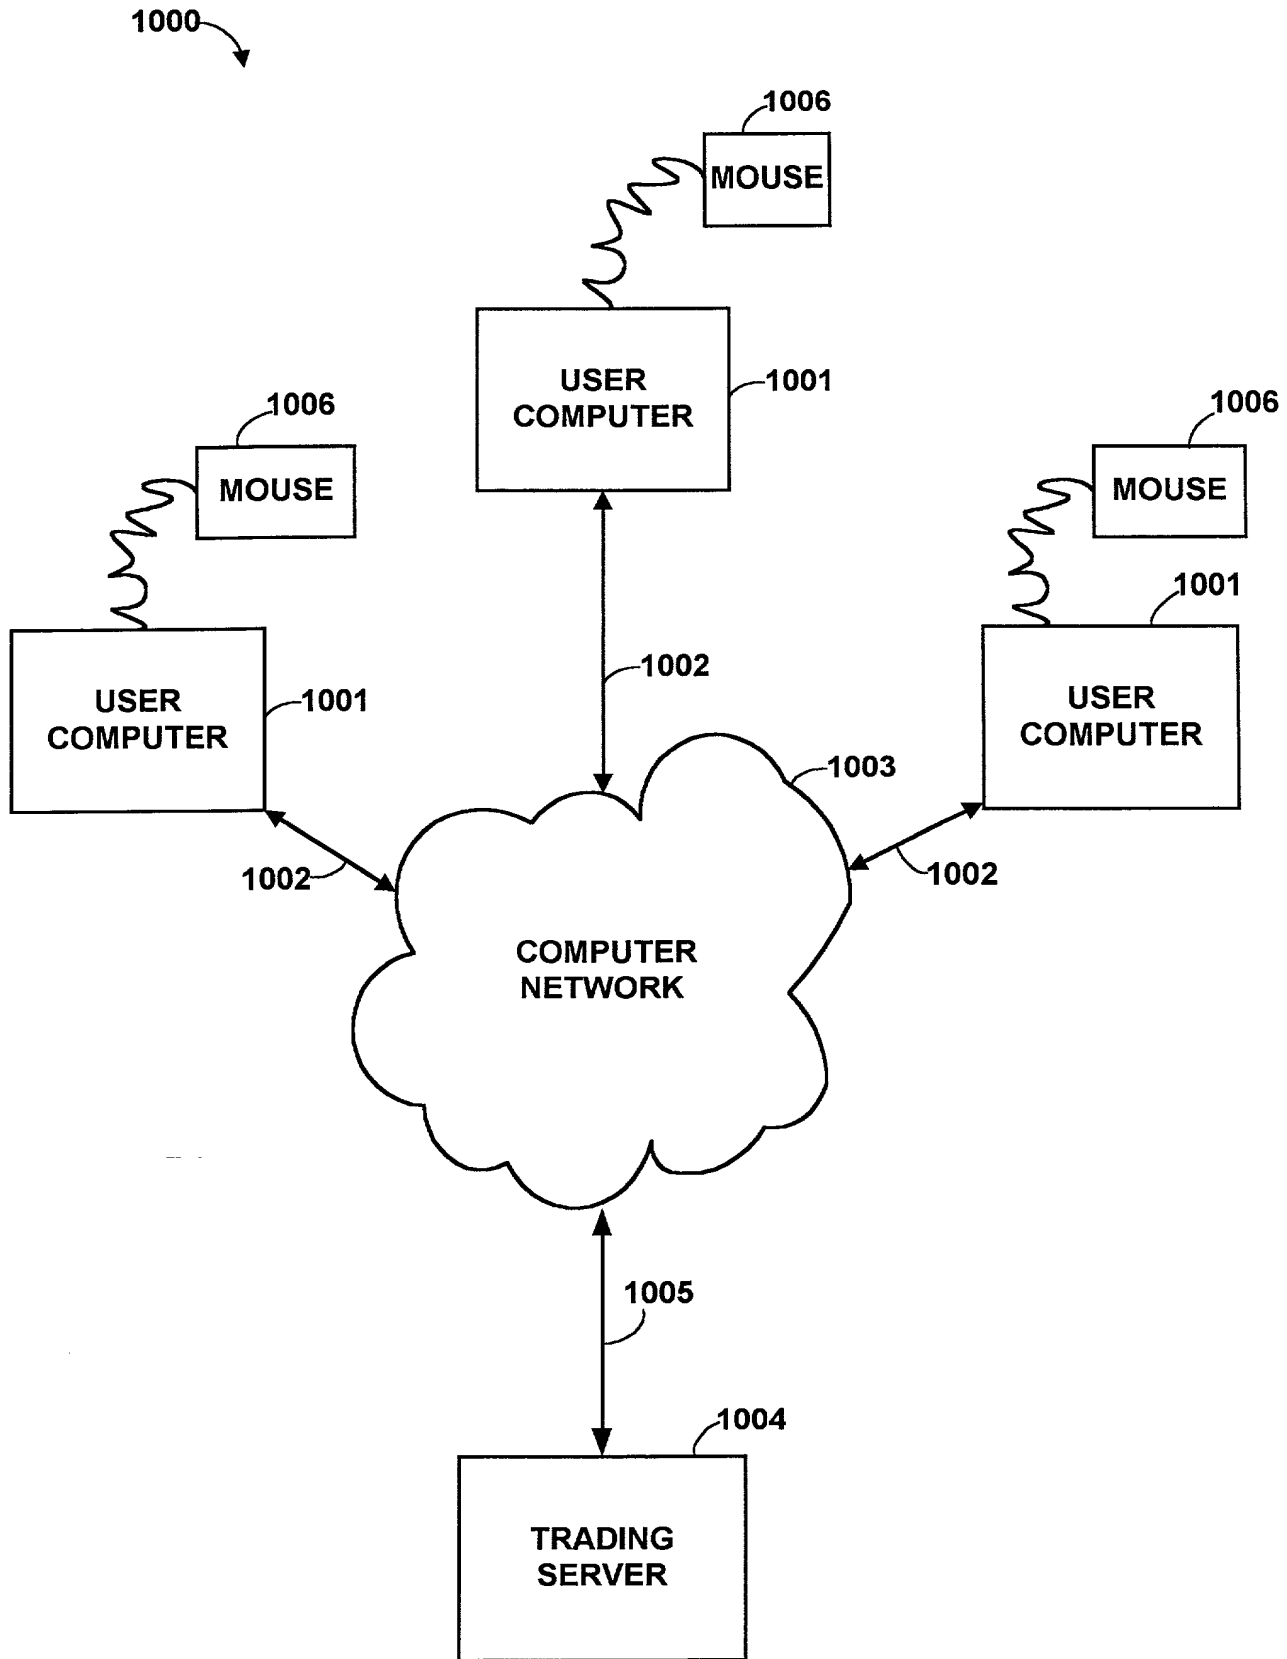 1000
1006
MOUSE
USER
COMPUTER
1001
1006
MOUSE
1006
MOUSE
1001
USER
COMPUTER
1001
USER
COMPUTER
1002
1003
1002
1002
COMPUTER
NETWORK
1005
1004
TRADING
SERVER